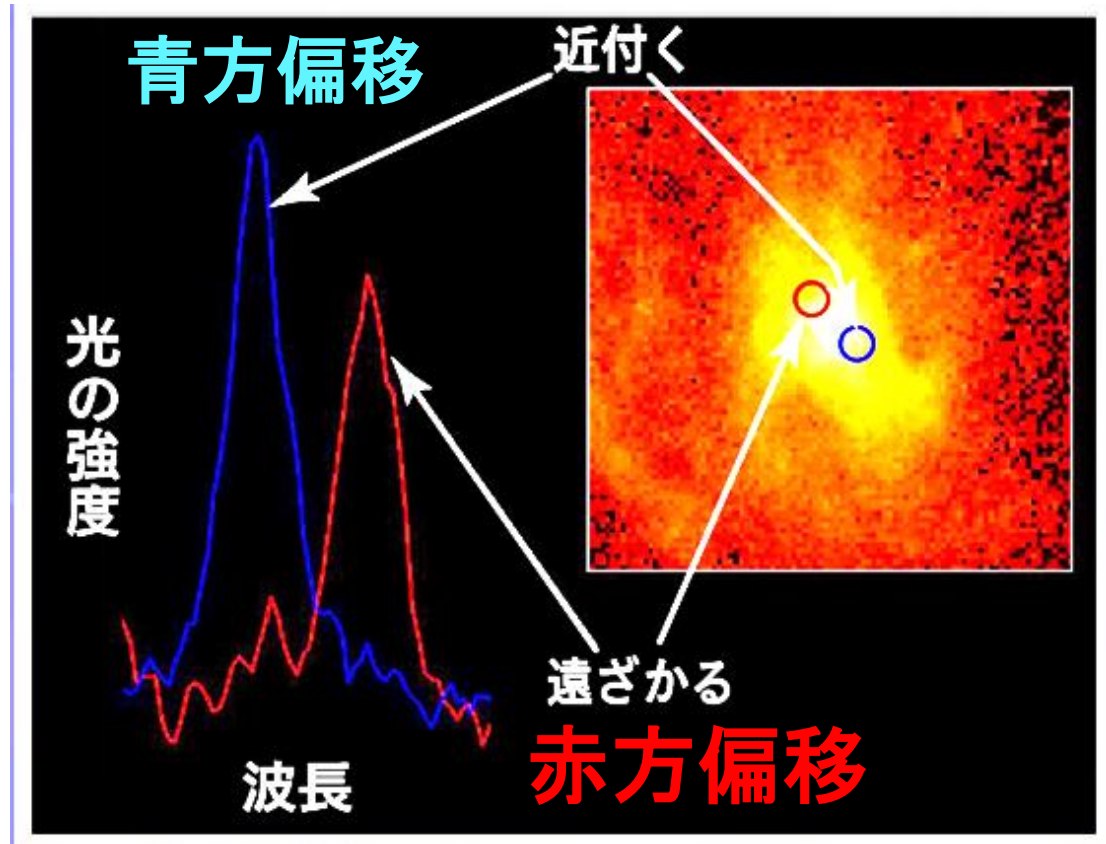 青方偏移
近付く
光の強度
波長
遠ざかる
赤方偏移